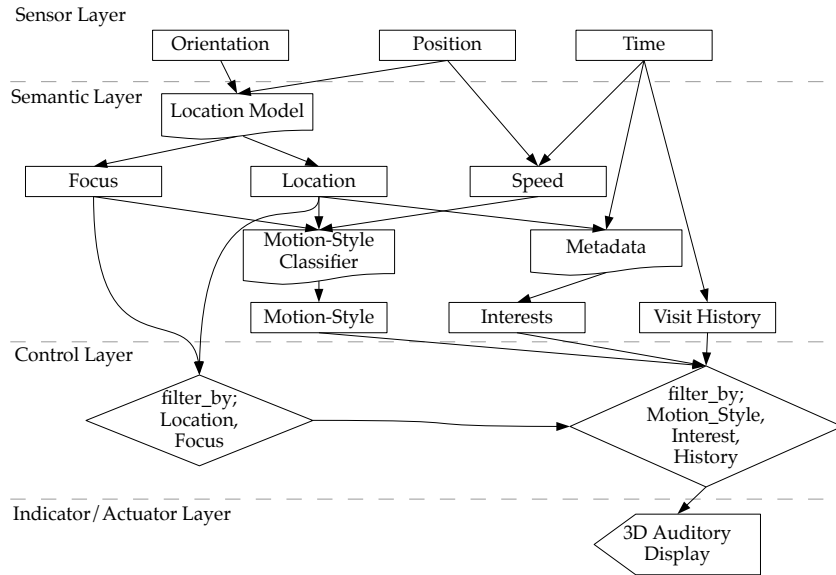 Sensor Layer
Orientation
Position
Time
Semantic Layer
Location Model
Focus
Location
Speed
Motion-Style
Classifier
Metadata
Motion-Style
Interests
Visit History
Control Layer
filter_by;
Location,
Focus
filter_by;
Motion_Style,
Interest,
History
Indicator/Actuator Layer
3D Auditory
Display